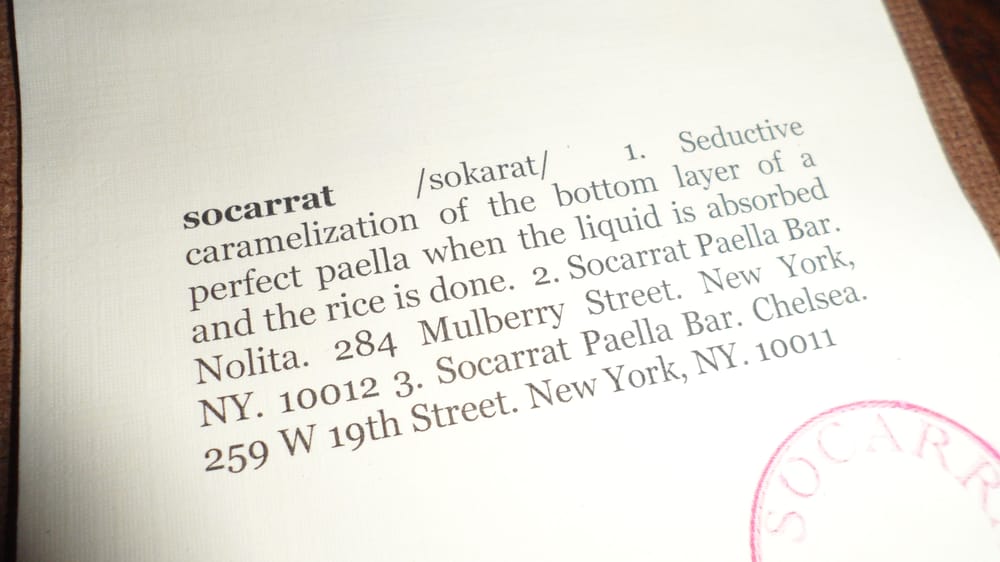 socarrat /sokarat/ 1. Seductive
caramelization of the bottom layer of a
perfect paella when the liquid is absorbed
and the rice is done. 2. Socarrat Paella Bar.
Nolita. 284 Mulberry Street. New York,
NY. 10012 3. Socarrat Paella Bar. Chelsea.
259 W 19th Street. New York, NY. 10011
SOCARR